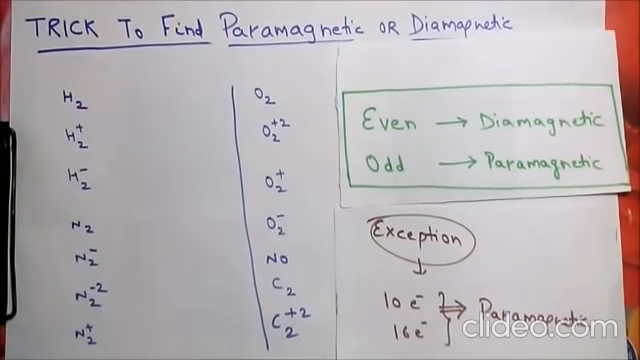 TRICK To Find Paramagnetic OR Diamagnetic
H₂
H₂⁺
H₂⁻
N₂
N₂⁻
N₂⁻²
N₂⁺
O₂
O₂⁺²
O₂⁺
O₂⁻
NO
C₂
C₂⁺²
Even → Diamagnetic
Odd → Paramagnetic
Exception
↓
10 e⁻ } ⇒ Paramagnetic
16 e⁻
clideo.com